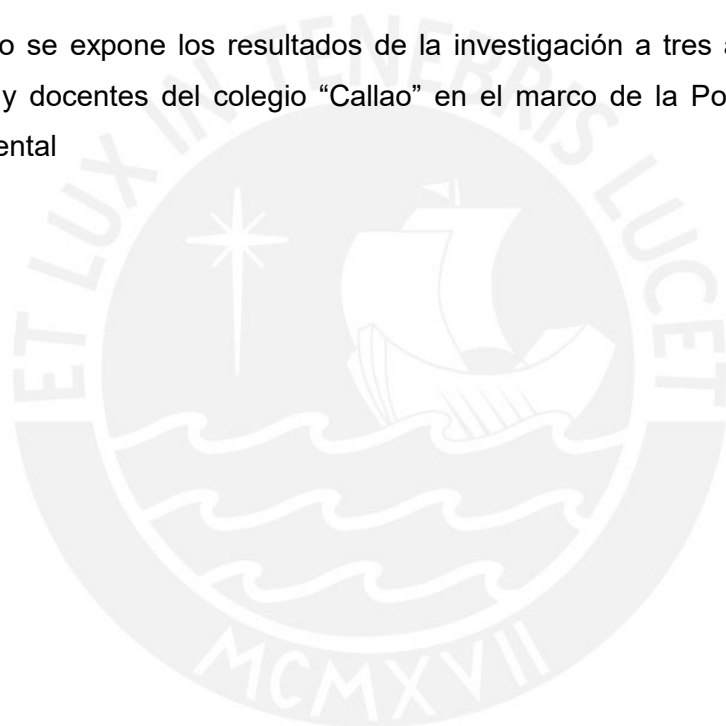 o se expone los resultados de la investigación a tres
y docentes del colegio “Callao” en el marco de la Po
ental
ET LUX IN TENEBRIS LUCET
MCMXVII